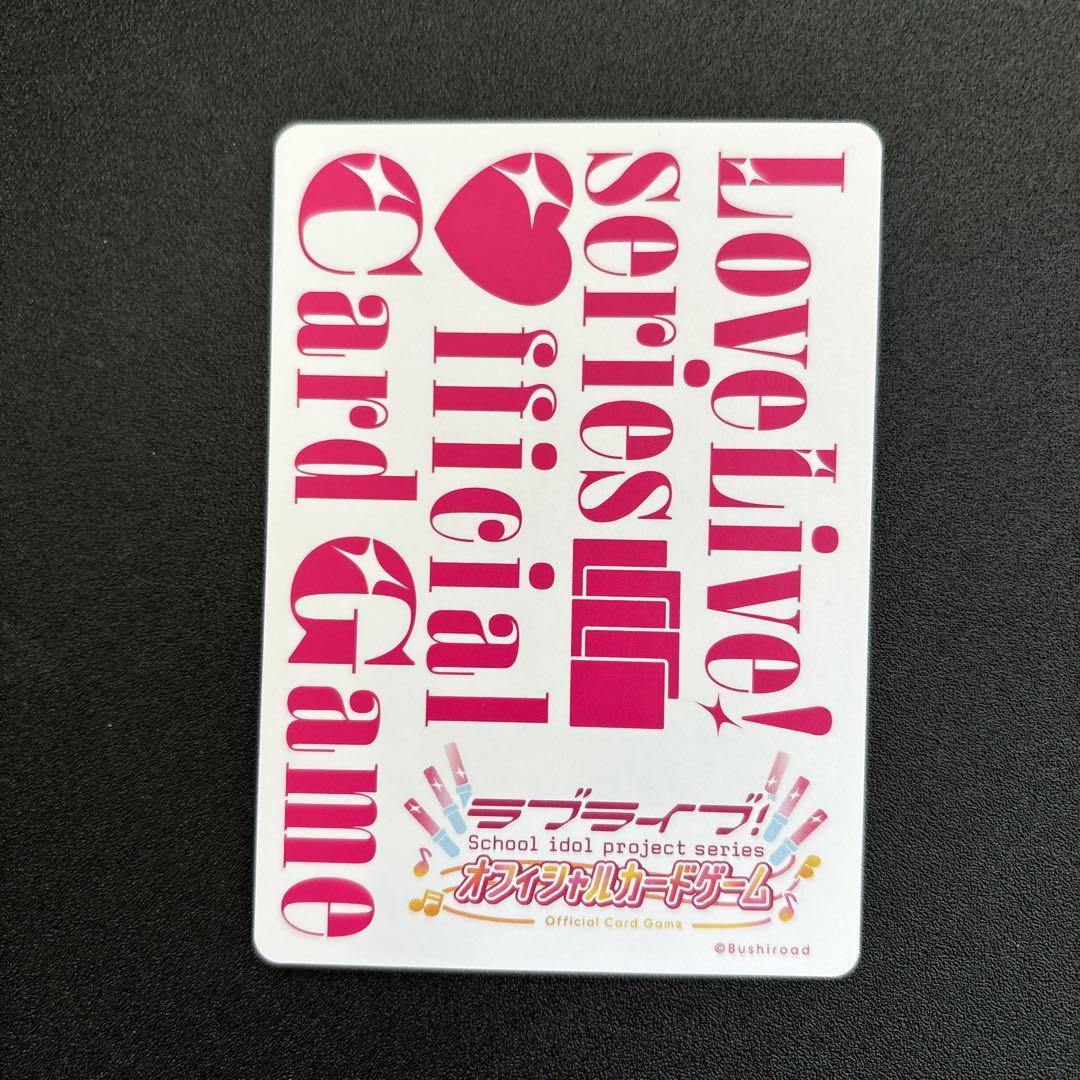 LoveLive!
series
♥fficial
Card Game
ラブライブ!
School idol project series
オフィシャルカードゲーム
Official Card Game
©Bushiroad